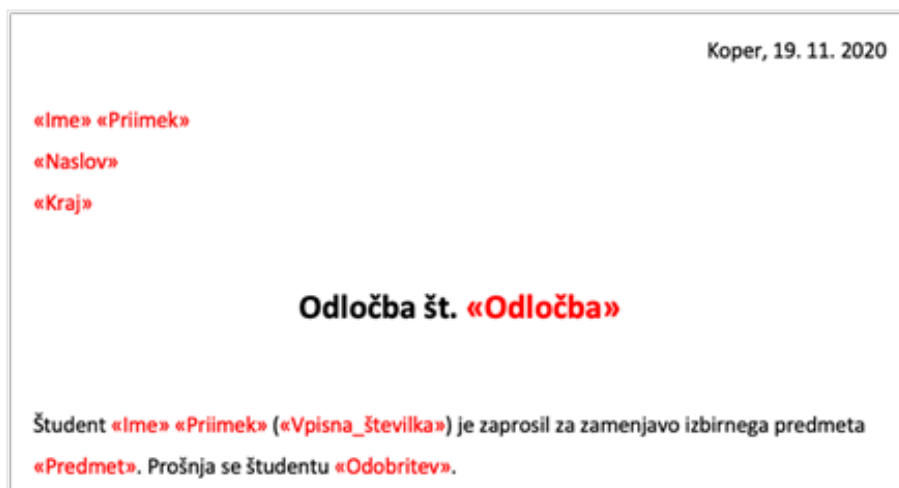 Koper, 19. 11. 2020
«Ime» «Priimek»
«Naslov»
«Kraj»
Odločba št. «Odločba»
Študent «Ime» «Priimek» («Vpisna_številka») je zaprosil za zamenjavo izbirnega predmeta
«Predmet». Prošnja se študentu «Odobritev».